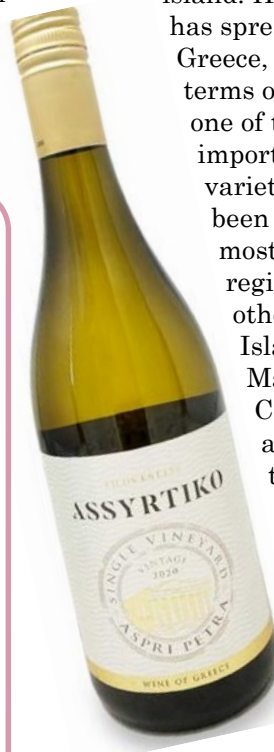 island. H
has spre
Greece,
terms o
one of t
import
variet
been
most
regi
othe
Isla
Ma
C
a
t
ASSYRTIKO
SINGLE VINEYARD
VINTAGE
2020
ASPRI PETRA
WINE OF GREECE